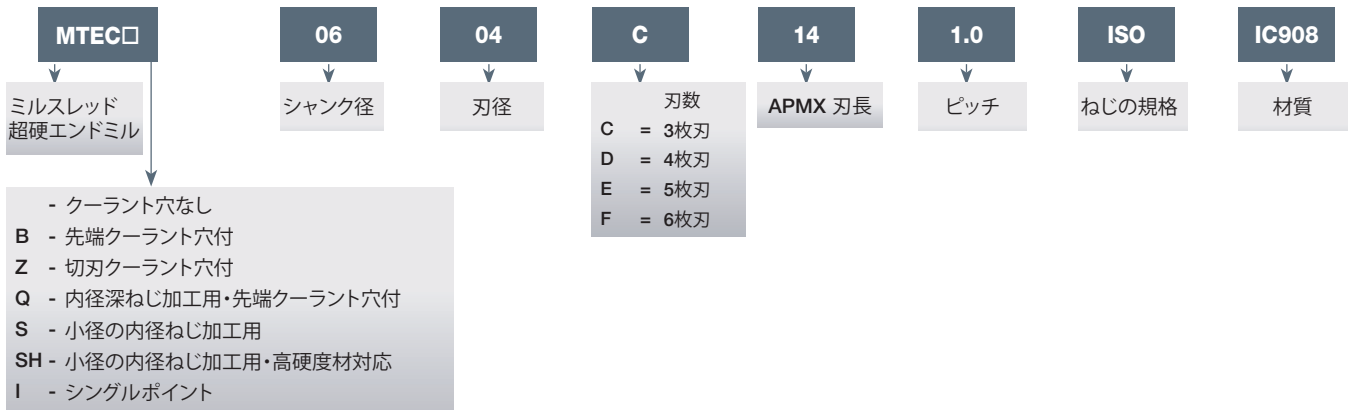 MTEC□ 06 04 C 14 1.0 ISO IC908
ミルスレッド
超硬エンドミル
シャンク径
刃径
刃数
C = 3枚刃
D = 4枚刃
E = 5枚刃
F = 6枚刃
APMX 刃長
ピッチ
ねじの規格
材質
- クーラント穴なし
B - 先端クーラント穴付
Z - 切刃クーラント穴付
Q - 内径深ねじ加工用・先端クーラント穴付
S - 小径の内径ねじ加工用
SH - 小径の内径ねじ加工用・高硬度材対応
I - シングルポイント